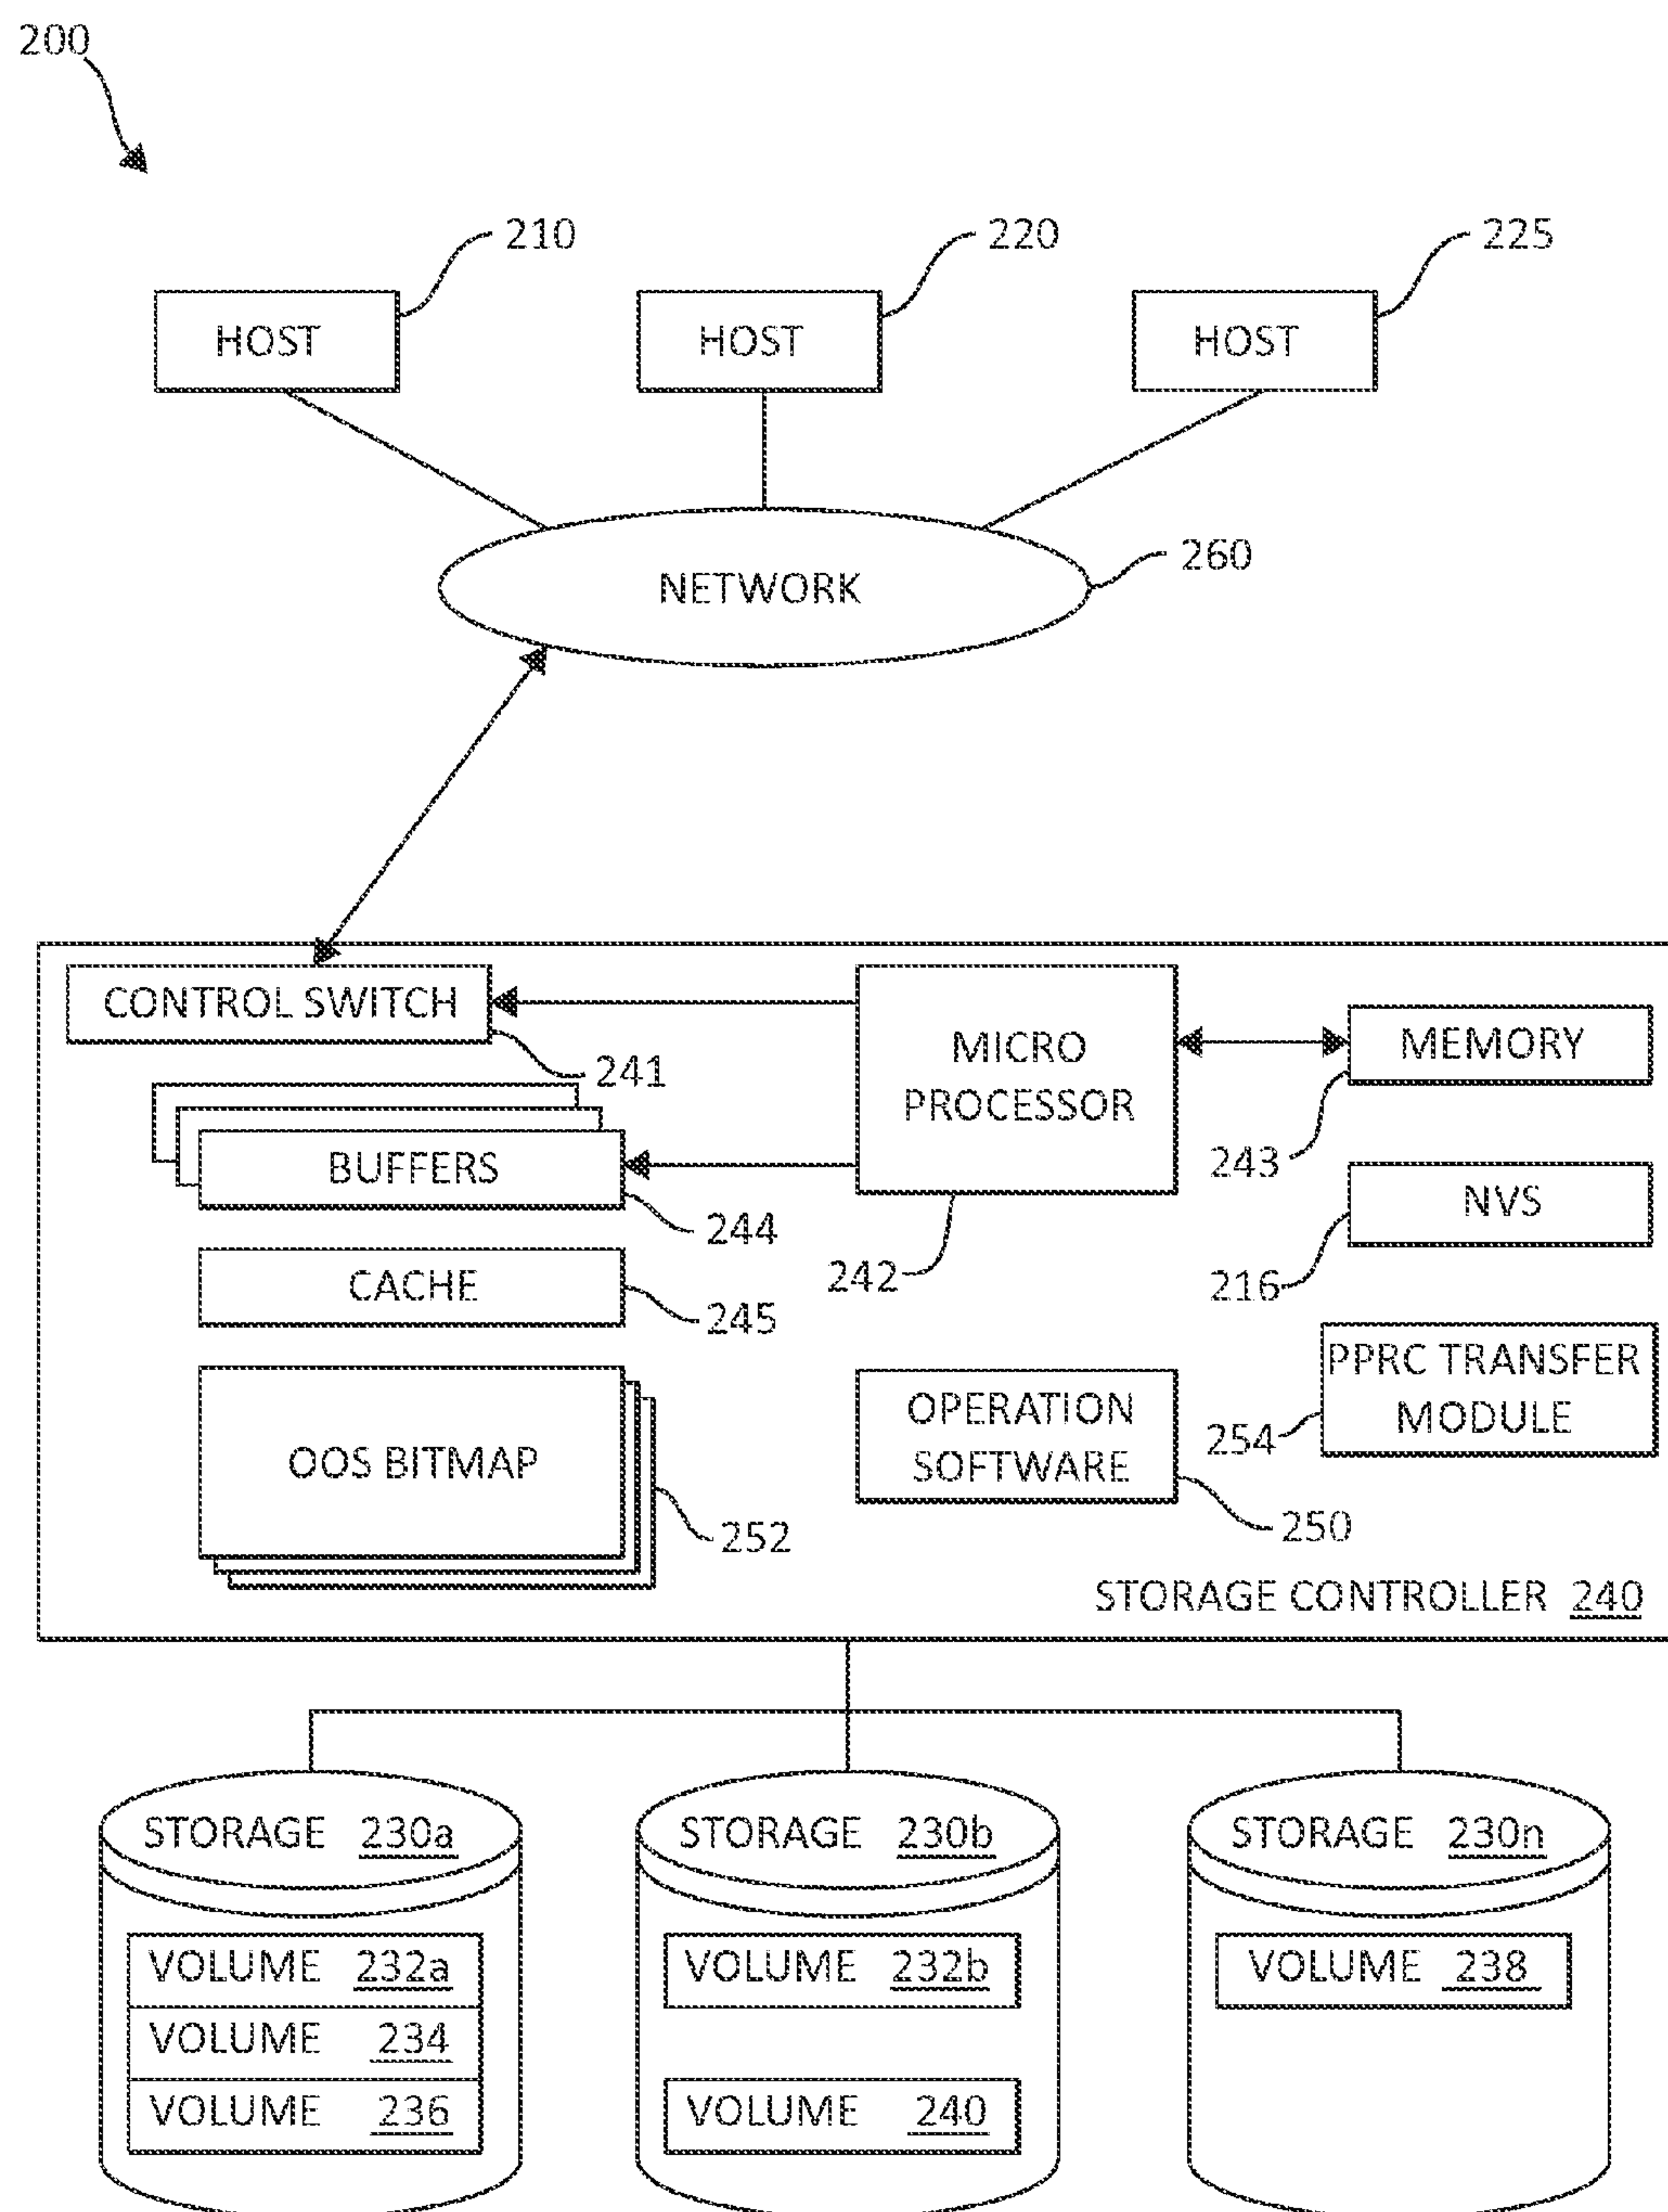 200
210
220
225
HOST
HOST
HOST
260
NETWORK
CONTROL SWITCH
241
MICRO
PROCESSOR
242
MEMORY
243
BUFFERS
244
NVS
216
CACHE
245
PPRC TRANSFER
MODULE
254
OPERATION
SOFTWARE
250
OOS BITMAP
252
STORAGE CONTROLLER 240
STORAGE 230a
STORAGE 230b
STORAGE 230n
VOLUME 232a
VOLUME 234
VOLUME 236
VOLUME 232b
VOLUME 240
VOLUME 238